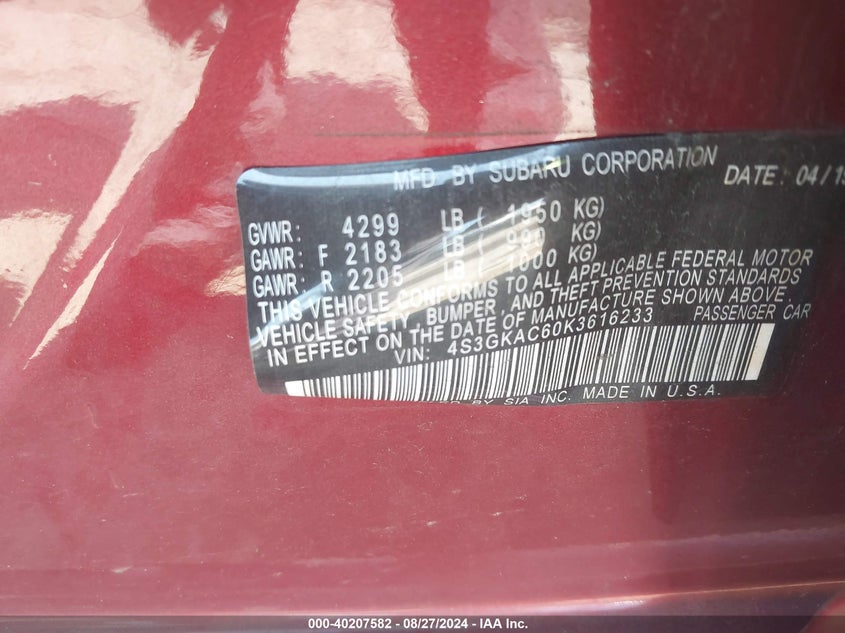 MFD BY SUBARU CORPORATION DATE: 04/19
GVWR: 4299 LB ( 1950 KG)
GAWR: F 2183 LB ( 990 KG)
GAWR: R 2205 LB ( 1000 KG)
THIS VEHICLE CONFORMS TO ALL APPLICABLE FEDERAL MOTOR
VEHICLE SAFETY, BUMPER, AND THEFT PREVENTION STANDARDS
IN EFFECT ON THE DATE OF MANUFACTURE SHOWN ABOVE.
VIN: 4S3GKAC60K3616233 PASSENGER CAR
BY SIA INC. MADE IN U.S.A.
000-40207582 | 08/27/2024 - IAA Inc.